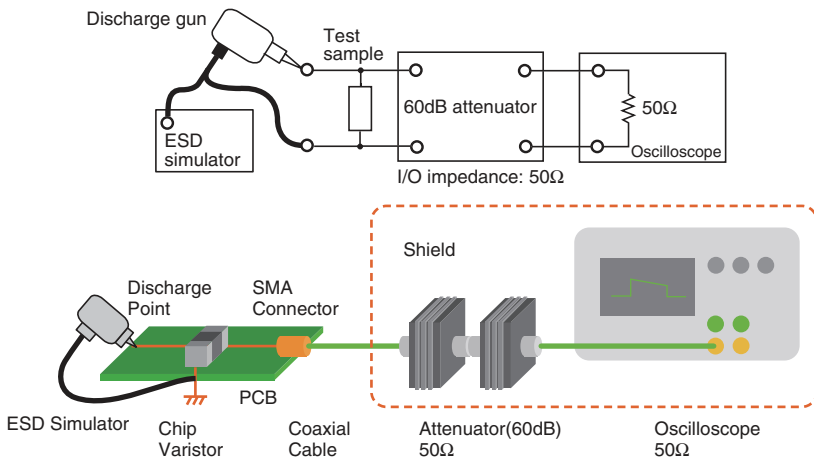 Discharge gun
Test
sample
ESD
simulator
60dB attenuator
50Ω
Oscilloscope
I/O impedance: 50Ω
Shield
Discharge
Point
SMA
Connector
PCB
ESD Simulator
Chip
Varistor
Coaxial
Cable
Attenuator(60dB)
50Ω
Oscilloscope
50Ω